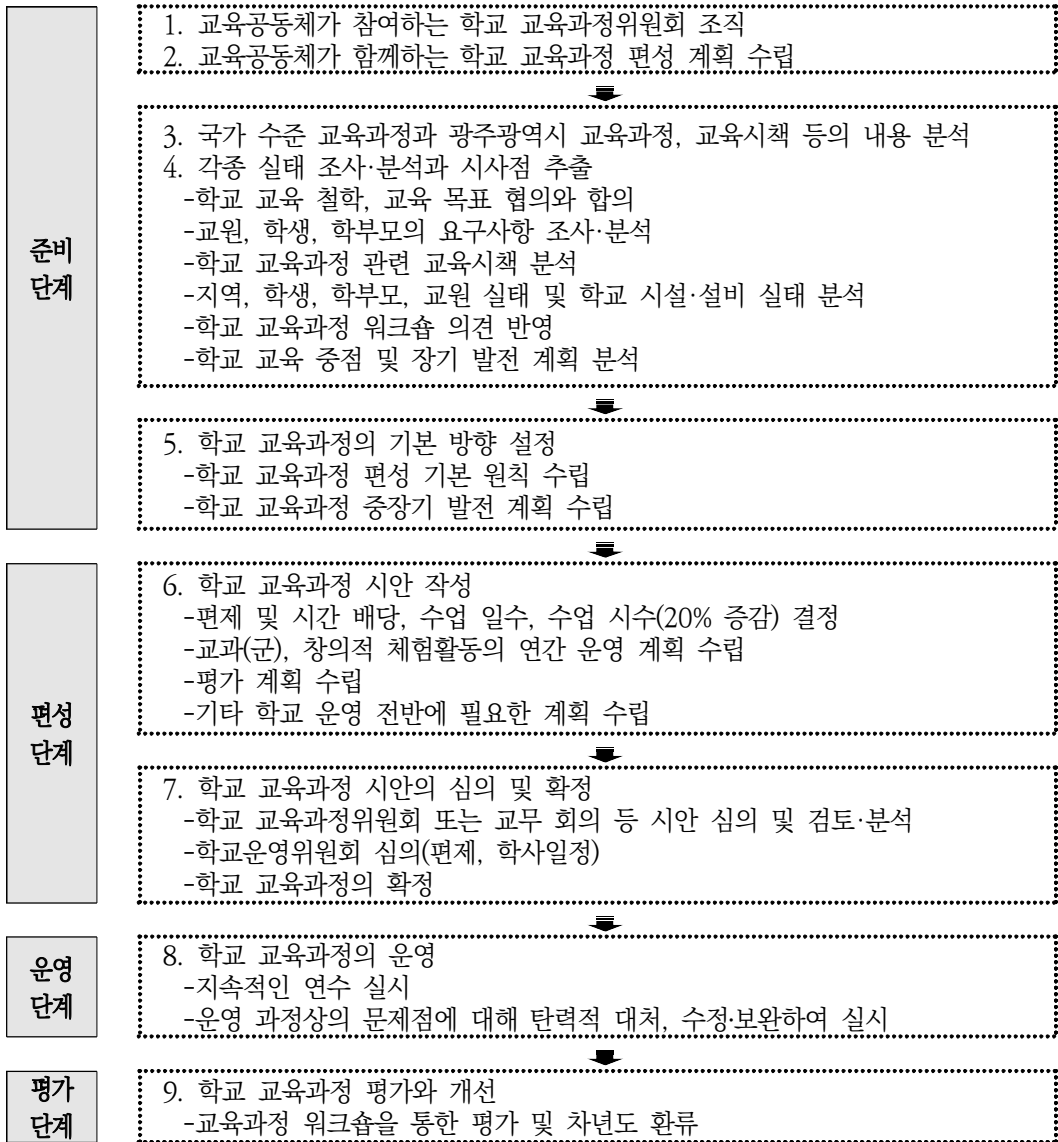 준비
단계
1. 교육공동체가 참여하는 학교 교육과정위원회 조직
2. 교육공동체가 함께하는 학교 교육과정 편성 계획 수립
3. 국가 수준 교육과정과 광주광역시 교육과정, 교육시책 등의 내용 분석
4. 각종 실태 조사·분석과 시사점 추출
-학교 교육 철학, 교육 목표 협의와 합의
-교원, 학생, 학부모의 요구사항 조사·분석
-학교 교육과정 관련 교육시책 분석
-지역, 학생, 학부모, 교원 실태 및 학교 시설·설비 실태 분석
-학교 교육과정 워크숍 의견 반영
-학교 교육 중점 및 장기 발전 계획 분석
5. 학교 교육과정의 기본 방향 설정
-학교 교육과정 편성 기본 원칙 수립
-학교 교육과정 중장기 발전 계획 수립
편성
단계
6. 학교 교육과정 시안 작성
-편제 및 시간 배당, 수업 일수, 수업 시수(20% 증감) 결정
-교과(군), 창의적 체험활동의 연간 운영 계획 수립
-평가 계획 수립
-기타 학교 운영 전반에 필요한 계획 수립
7. 학교 교육과정 시안의 심의 및 확정
-학교 교육과정위원회 또는 교무 회의 등 시안 심의 및 검토·분석
-학교운영위원회 심의(편제, 학사일정)
-학교 교육과정의 확정
운영
단계
8. 학교 교육과정의 운영
-지속적인 연수 실시
-운영 과정상의 문제점에 대해 탄력적 대처, 수정·보완하여 실시
평가
단계
9. 학교 교육과정 평가와 개선
-교육과정 워크숍을 통한 평가 및 차년도 환류